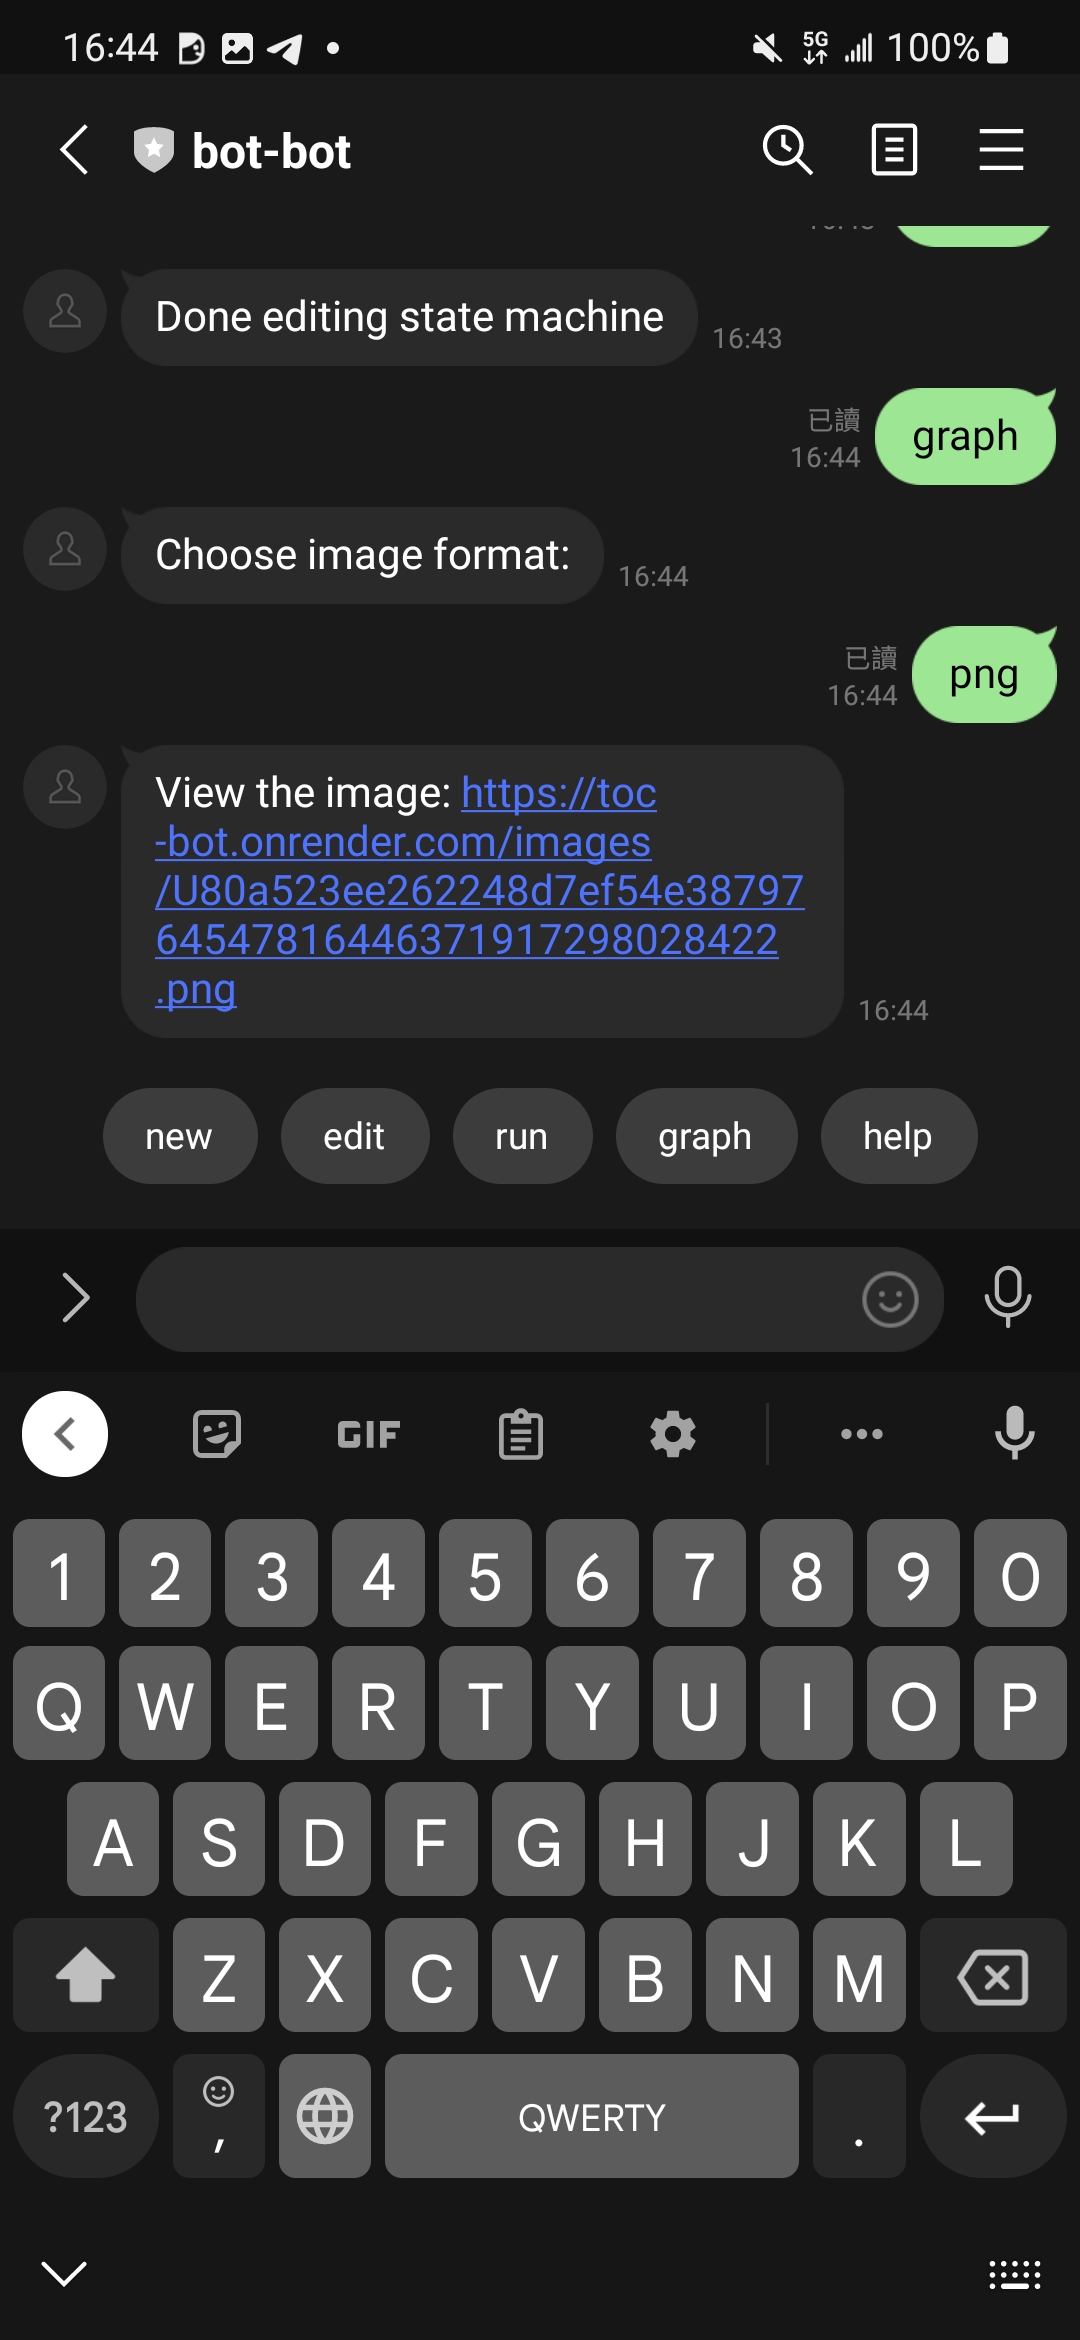 16:44
5G
100%
bot-bot
Done editing state machine
16:43
已讀
16:44
graph
Choose image format:
16:44
已讀
16:44
png
View the image: https://toc
-bot.onrender.com/images
/U80a523ee262248d7ef54e38797
6454781644637191729802​8422
.png
16:44
new edit run graph help
GIF
1 2 3 4 5 6 7 8 9 0
Q W E R T Y U I O P
A S D F G H J K L
Z X C V B N M
?123 , QWERTY .